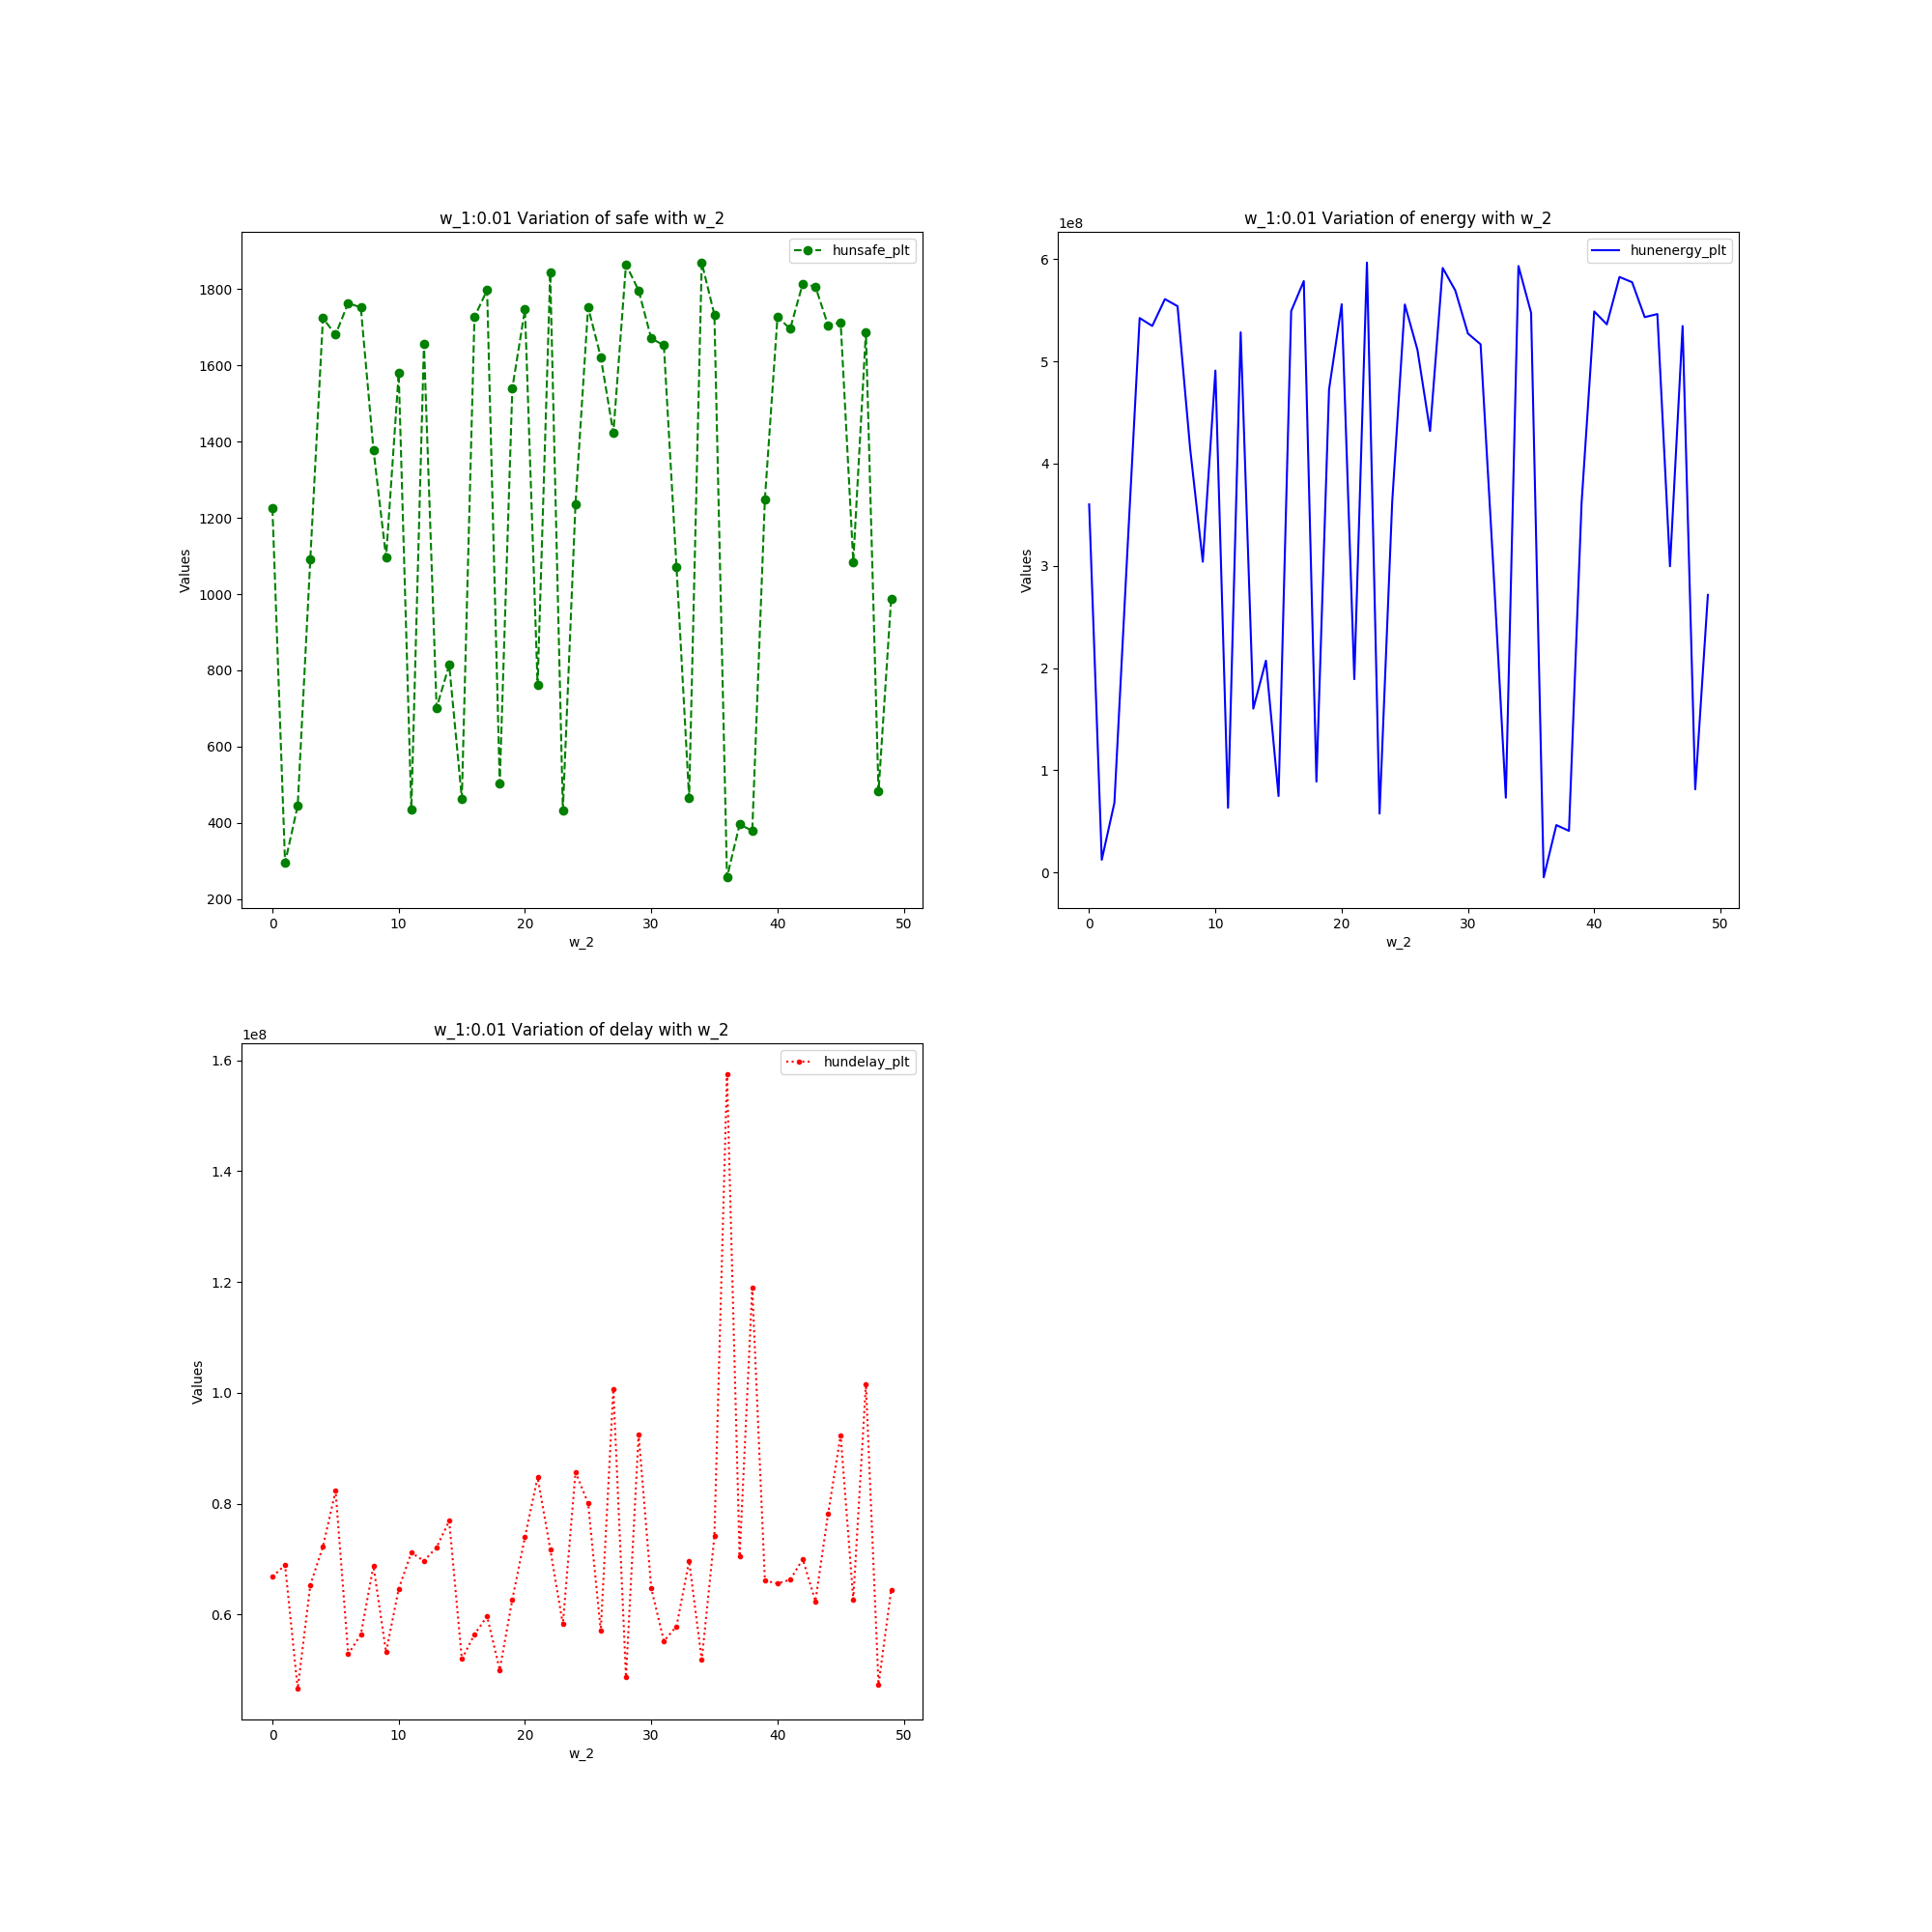 w_1:0.01 Variation of safe with w_2
hunsafe_plt
Values
1800
1600
1400
1200
1000
800
600
400
200
0 10 20 30 40 50
w_2
w_1:0.01 Variation of energy with w_2
1e8
hunenergy_plt
Values
6
5
4
3
2
1
0
0 10 20 30 40 50
w_2
w_1:0.01 Variation of delay with w_2
1e8
hundelay_plt
Values
1.6
1.4
1.2
1.0
0.8
0.6
0 10 20 30 40 50
w_2